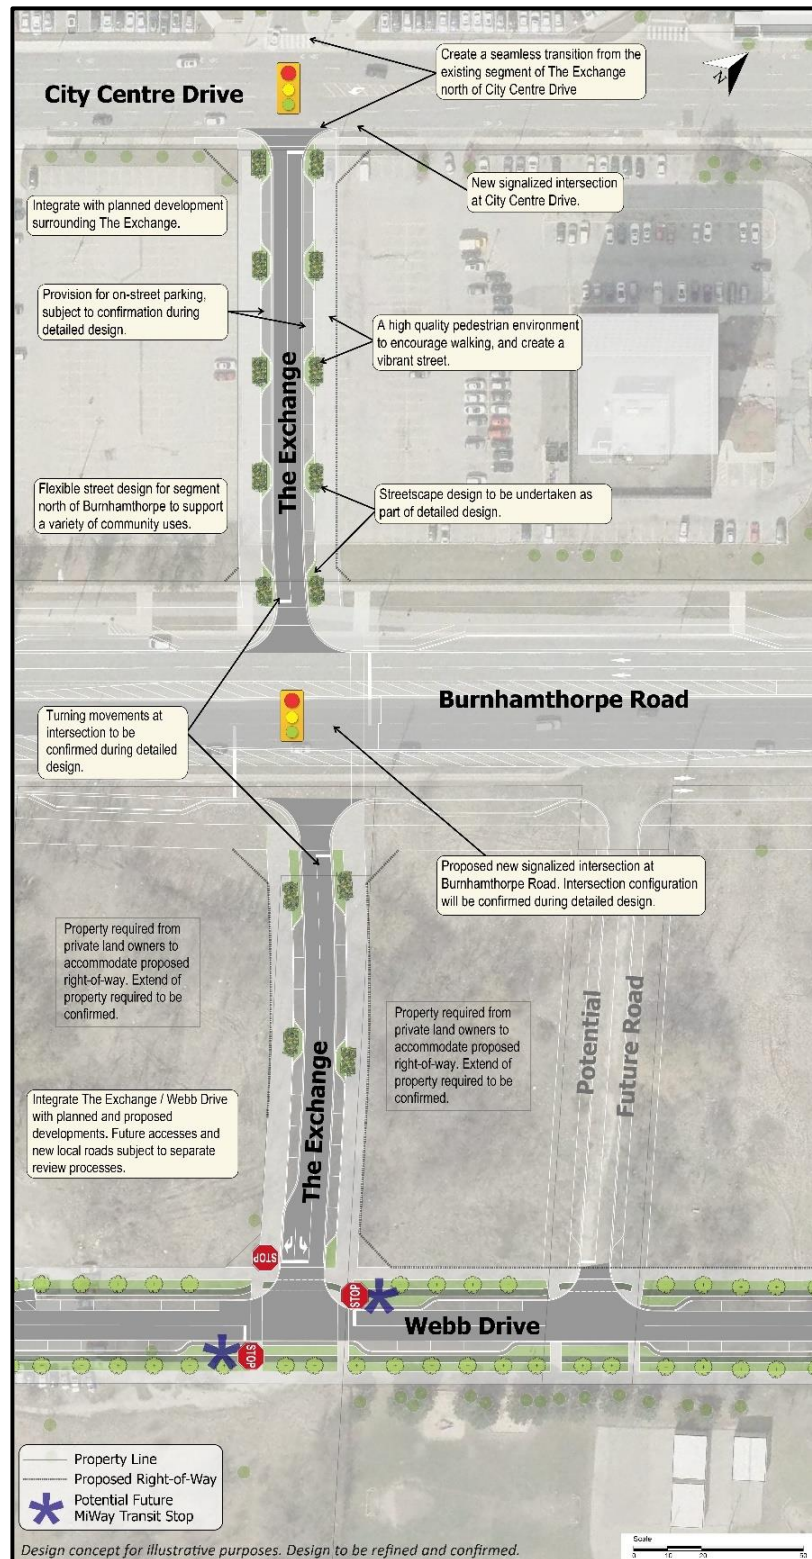 Create a seamless transition from the
existing segment of The Exchange
north of City Centre Drive
City Centre Drive
N
New signalized intersection
at City Centre Drive.
Integrate with planned development
surrounding The Exchange.
Provision for on-street parking,
subject to confirmation during
detailed design.
A high quality pedestrian environment
to encourage walking, and create a
vibrant street.
The Exchange
Flexible street design for segment
north of Burnhamthorpe to support
a variety of community uses.
Streetscape design to be undertaken as
part of detailed design.
Burnhamthorpe Road
Turning movements at
intersection to be
confirmed during detailed
design.
Proposed new signalized intersection at
Burnhamthorpe Road. Intersection configuration
will be confirmed during detailed design.
Property required from
private land owners to
accommodate proposed
right-of-way. Extend of
property required to be
confirmed.
Property required from
private land owners to
accommodate proposed
right-of-way. Extend of
property required to be
confirmed.
Potential
Future Road
The Exchange
Integrate The Exchange / Webb Drive
with planned and proposed
developments. Future accesses and
new local roads subject to separate
review processes.
STOP
STOP
Webb Drive
STOP
Property Line
Proposed Right-of-Way
Potential Future
MiWay Transit Stop
Design concept for illustrative purposes. Design to be refined and confirmed.
Scale
0 10 20 50